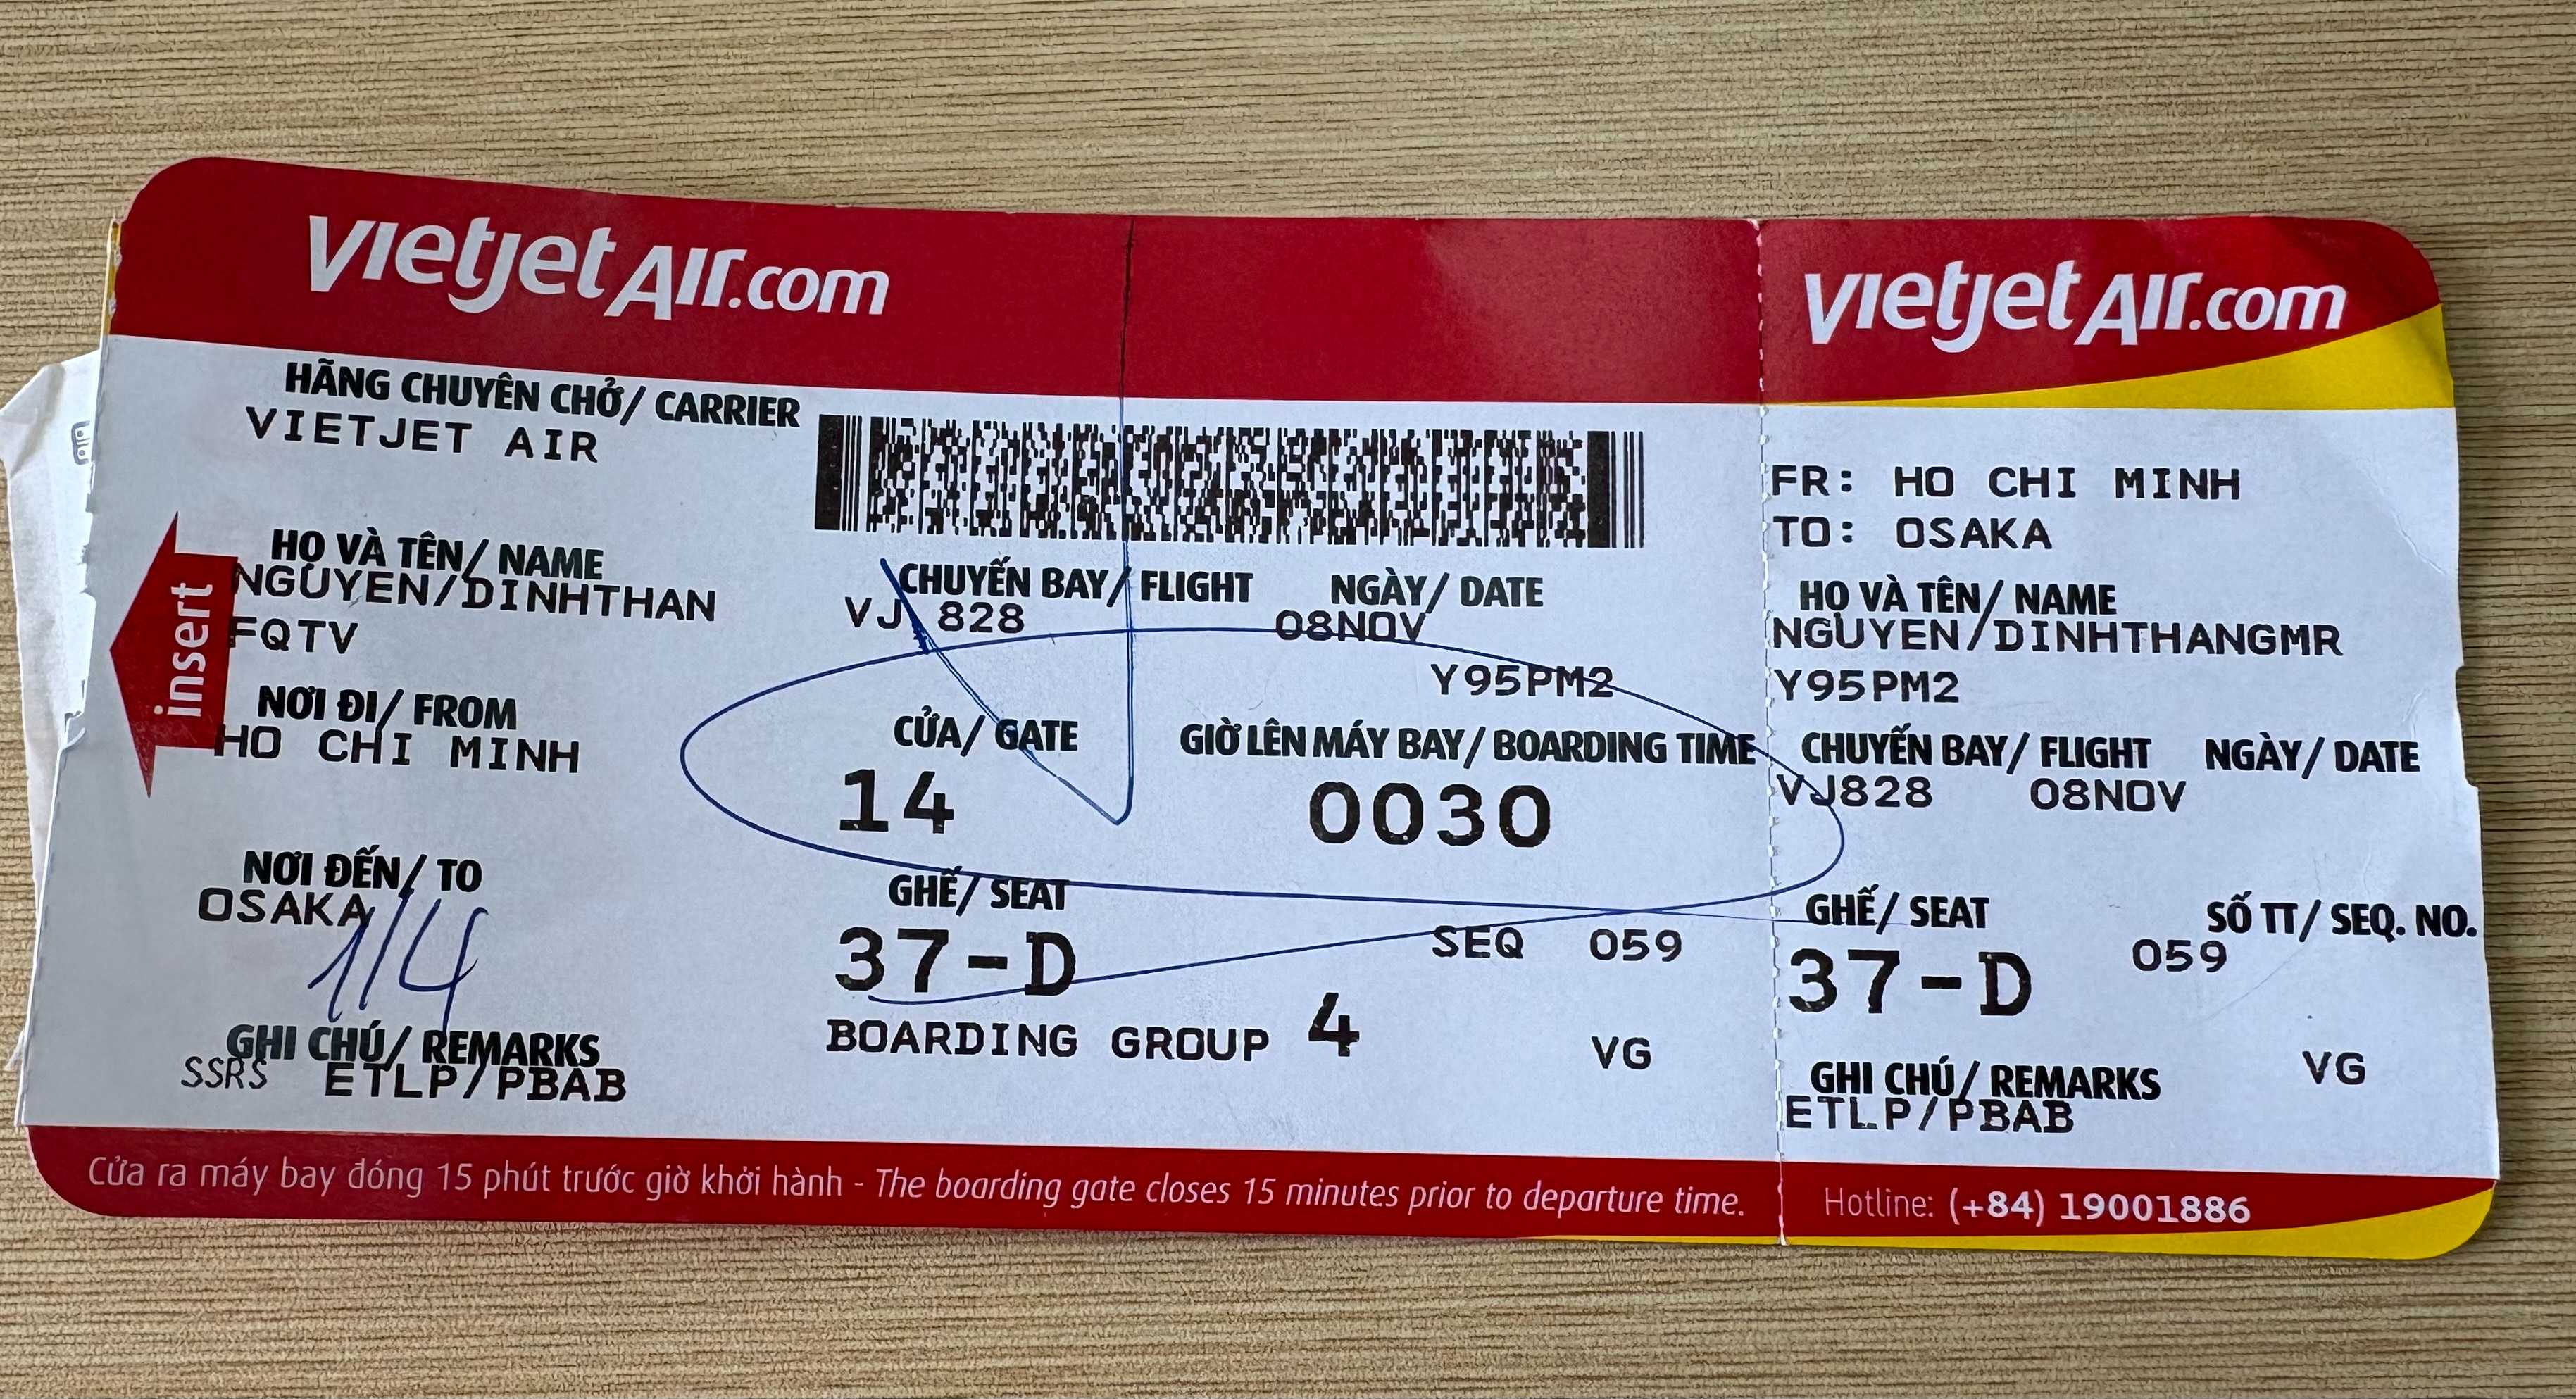 vietjetAir.com
HÃNG CHUYÊN CHỞ/ CARRIER
VIETJET AIR
HỌ VÀ TÊN/ NAME
NGUYEN/DINHTHAN
FQTV
insert
NƠI ĐI/ FROM
HO CHI MINH
NƠI ĐẾN/ TO
OSAKA
1/4
GHI CHÚ/ REMARKS
SSRS ETLP/PBAB
CHUYẾN BAY/ FLIGHT NGÀY/ DATE
VJ 828 08NOV
Y95PM2
CỬA/ GATE GIỜ LÊN MÁY BAY/ BOARDING TIME
14 0030
GHẾ/ SEAT
37-D SEQ 059
BOARDING GROUP 4 VG
Cửa ra máy bay đóng 15 phút trước giờ khởi hành - The boarding gate closes 15 minutes prior to departure time.
vietjetAir.com
FR: HO CHI MINH
TO: OSAKA
HỌ VÀ TÊN/ NAME
NGUYEN/DINHTHANGMR
Y95PM2
CHUYẾN BAY/ FLIGHT NGÀY/ DATE
VJ828 08NOV
GHẾ/ SEAT SỐ TT/ SEQ. NO.
37-D 059
GHI CHÚ/ REMARKS VG
ETLP/PBAB
Hotline: (+84) 19001886